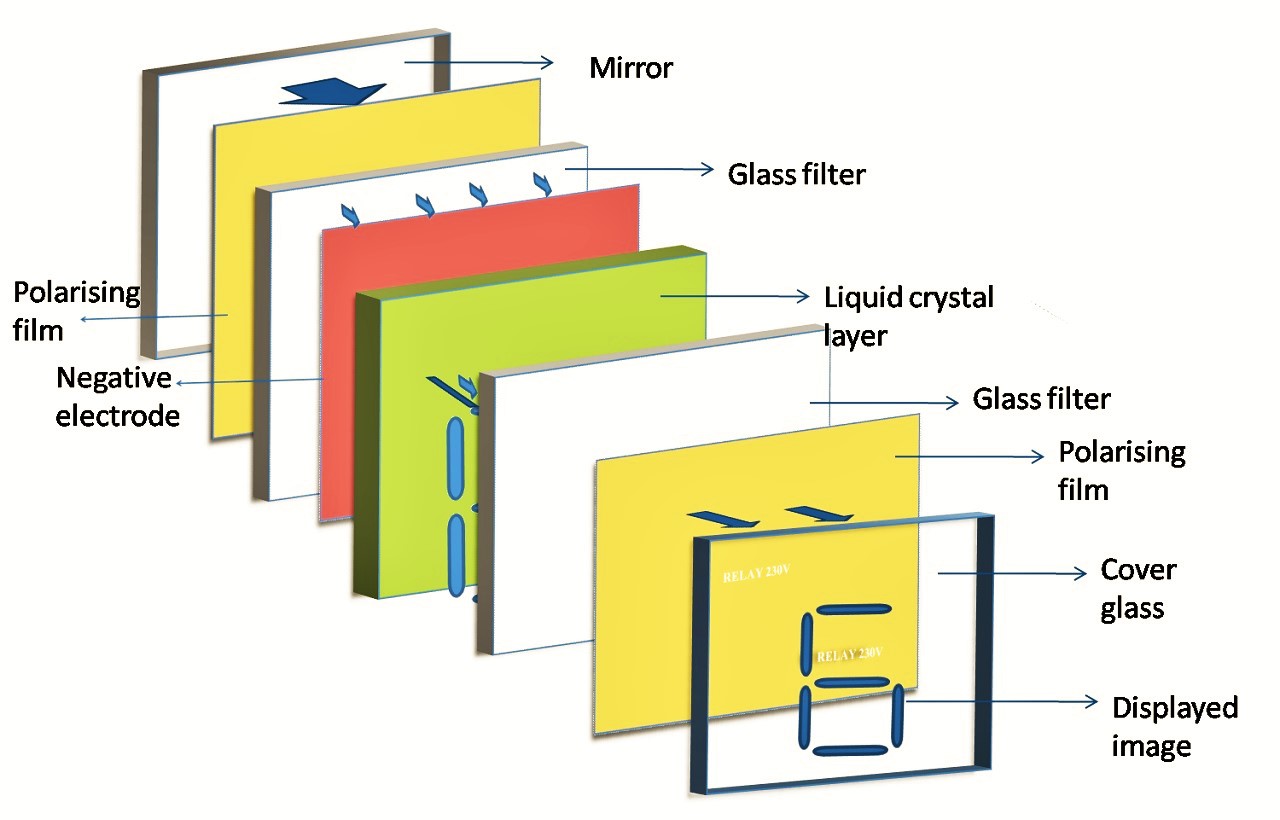 Mirror
Glass filter
Polarising
film
Liquid crystal
layer
Negative
electrode
Glass filter
Polarising
film
RELAY 230V
Cover
glass
RELAY 230V
Displayed
image